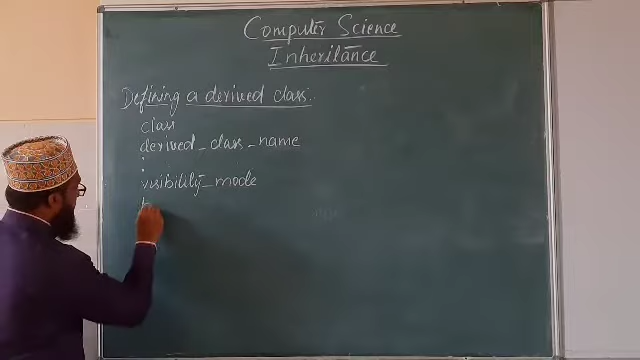 Computer Science
Inheritance
Defining a derived class.
class
derived_class_name
:
visibility_mode
b